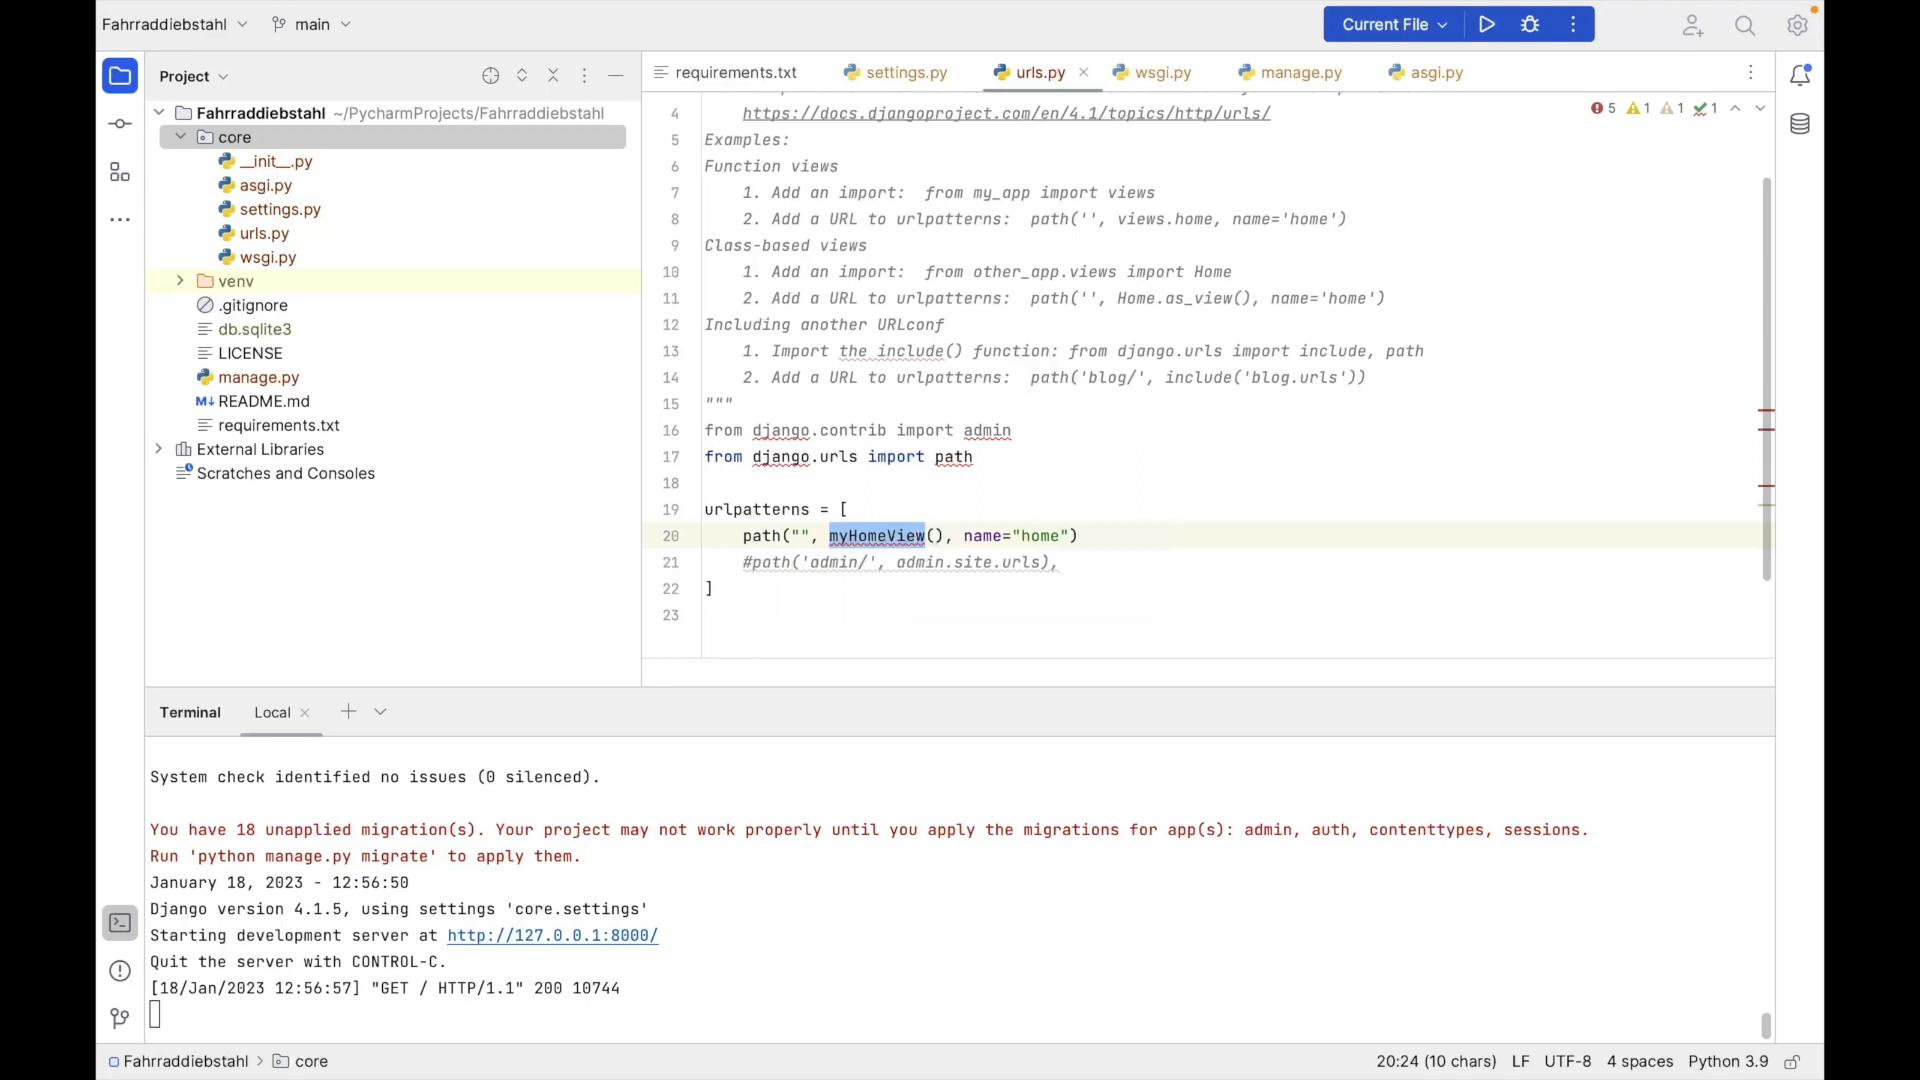 Fahrraddiebstahl
main
Current File
Project
requirements.txt
settings.py
urls.py
wsgi.py
manage.py
asgi.py
Fahrraddiebstahl ~/PycharmProjects/Fahrraddiebstahl
core
__init__.py
asgi.py
settings.py
urls.py
wsgi.py
venv
.gitignore
db.sqlite3
LICENSE
manage.py
M↓ README.md
requirements.txt
External Libraries
Scratches and Consoles
5 1 1 1
4 https://docs.djangoproject.com/en/4.1/topics/http/urls/
5 Examples:
6 Function views
7 1. Add an import:  from my_app import views
8 2. Add a URL to urlpatterns:  path('', views.home, name='home')
9 Class-based views
10 1. Add an import:  from other_app.views import Home
11 2. Add a URL to urlpatterns:  path('', Home.as_view(), name='home')
12 Including another URLconf
13 1. Import the include() function: from django.urls import include, path
14 2. Add a URL to urlpatterns:  path('blog/', include('blog.urls'))
15 """
16 from django.contrib import admin
17 from django.urls import path
18
19 urlpatterns = [
20 path("", myHomeView(), name="home")
21 #path('admin/', admin.site.urls),
22 ]
23
Terminal
Local
System check identified no issues (0 silenced).
You have 18 unapplied migration(s). Your project may not work properly until you apply the migrations for app(s): admin, auth, contenttypes, sessions.
Run 'python manage.py migrate' to apply them.
January 18, 2023 - 12:56:50
Django version 4.1.5, using settings 'core.settings'
Starting development server at http://127.0.0.1:8000/
Quit the server with CONTROL-C.
[18/Jan/2023 12:56:57] "GET / HTTP/1.1" 200 10744
Fahrraddiebstahl > core
20:24 (10 chars) LF UTF-8 4 spaces Python 3.9